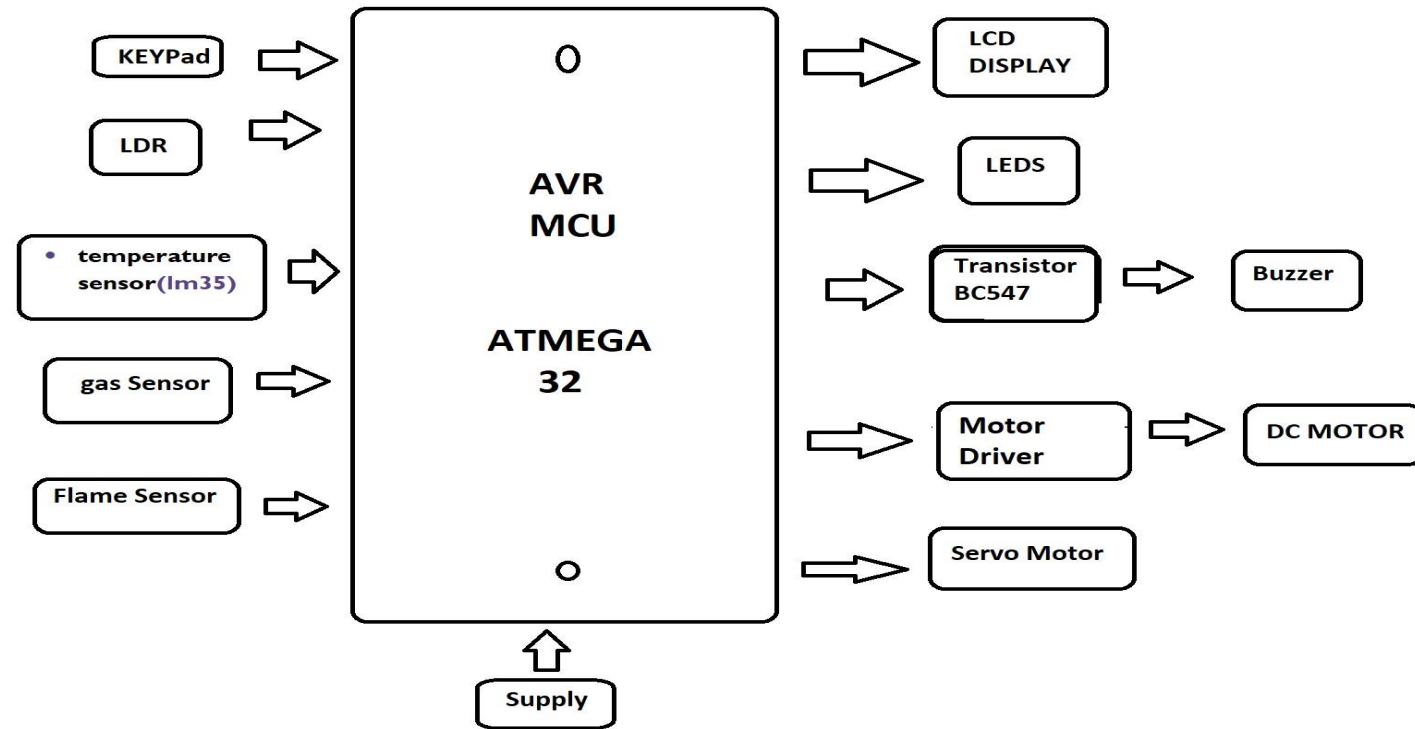 KEYPad
LDR
• temperature
sensor(lm35)
gas Sensor
Flame Sensor
AVR
MCU
ATMEGA
32
Supply
LCD
DISPLAY
LEDS
Transistor
BC547
Buzzer
Motor
Driver
DC MOTOR
Servo Motor